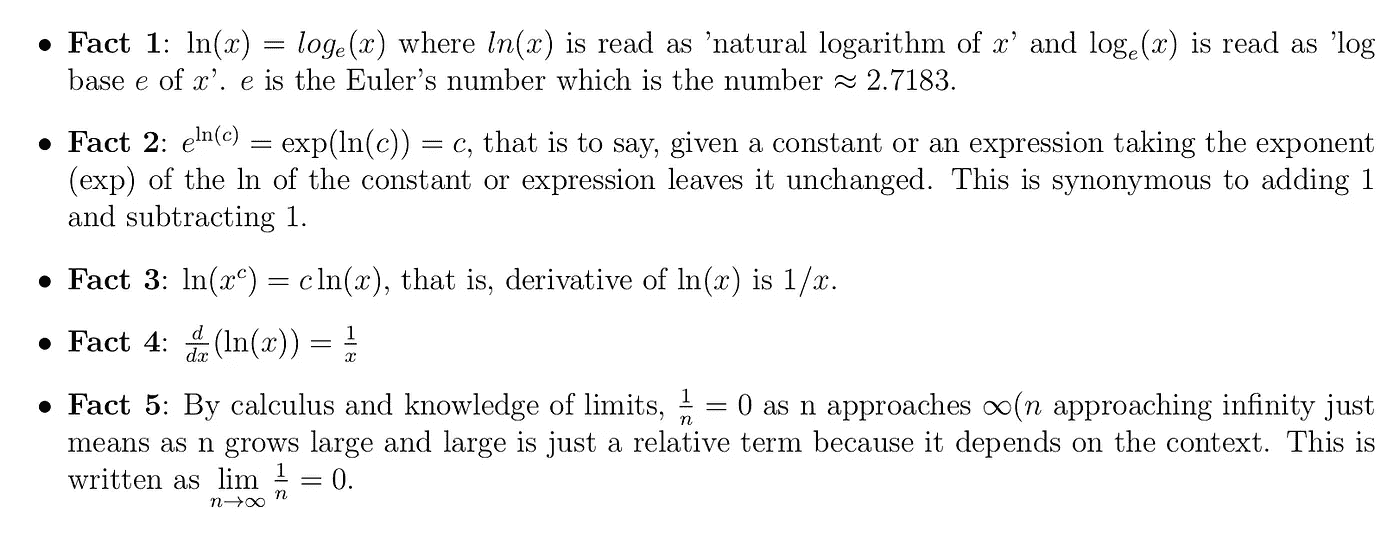 • Fact 1: ln(x) = log_e(x) where ln(x) is read as ’natural logarithm of x’ and log_e(x) is read as ’log
base e of x’. e is the Euler’s number which is the number ≈ 2.7183.
• Fact 2: e^{ln(c)} = exp(ln(c)) = c, that is to say, given a constant or an expression taking the exponent
(exp) of the ln of the constant or expression leaves it unchanged. This is synonymous to adding 1
and subtracting 1.
• Fact 3: ln(x^c) = c ln(x), that is, derivative of ln(x) is 1/x.
• Fact 4: \frac{d}{dx}(ln(x)) = \frac{1}{x}
• Fact 5: By calculus and knowledge of limits, \frac{1}{n} = 0 as n approaches ∞(n approaching infinity just
means as n grows large and large is just a relative term because it depends on the context. This is
written as \lim_{n→∞} \frac{1}{n} = 0.